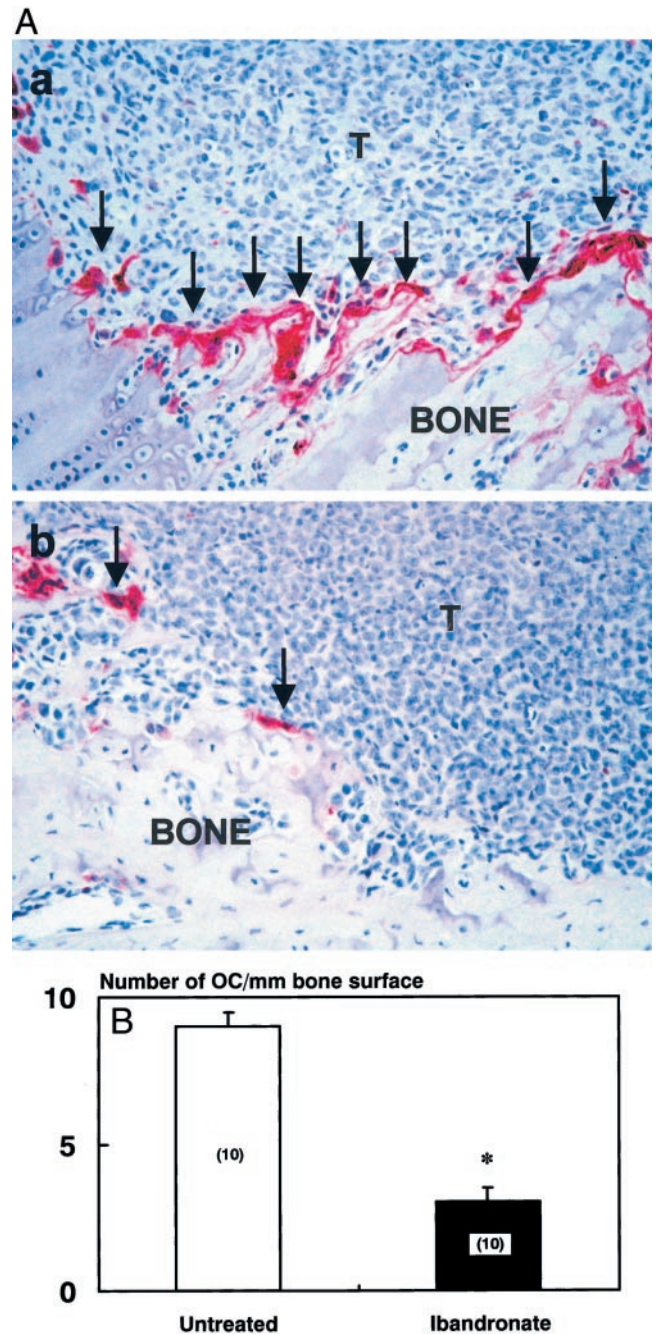 A
a
T
BONE
b
T
BONE
Number of OC/mm bone surface
10
B
(10)
5
*
(10)
0
Untreated Ibandronate